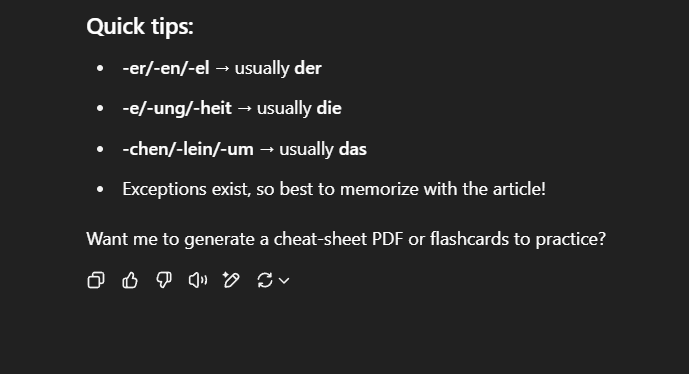 Quick tips:
-er/-en/-el → usually der
-e/-ung/-heit → usually die
-chen/-lein/-um → usually das
Exceptions exist, so best to memorize with the article!
Want me to generate a cheat-sheet PDF or flashcards to practice?